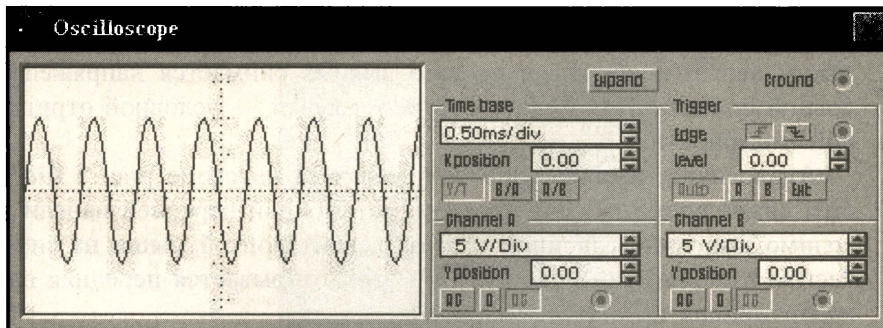 Oscilloscope
Expand
Ground
Time base
0.50ms/div
Xposition
0.00
Y/T
B/A
A/B
Trigger
Edge
level
0.00
Auto
A
B
Ext
Channel A
5 V/Div
Yposition
0.00
AC
0
DC
Channel B
5 V/Div
Yposition
0.00
AC
0
DC